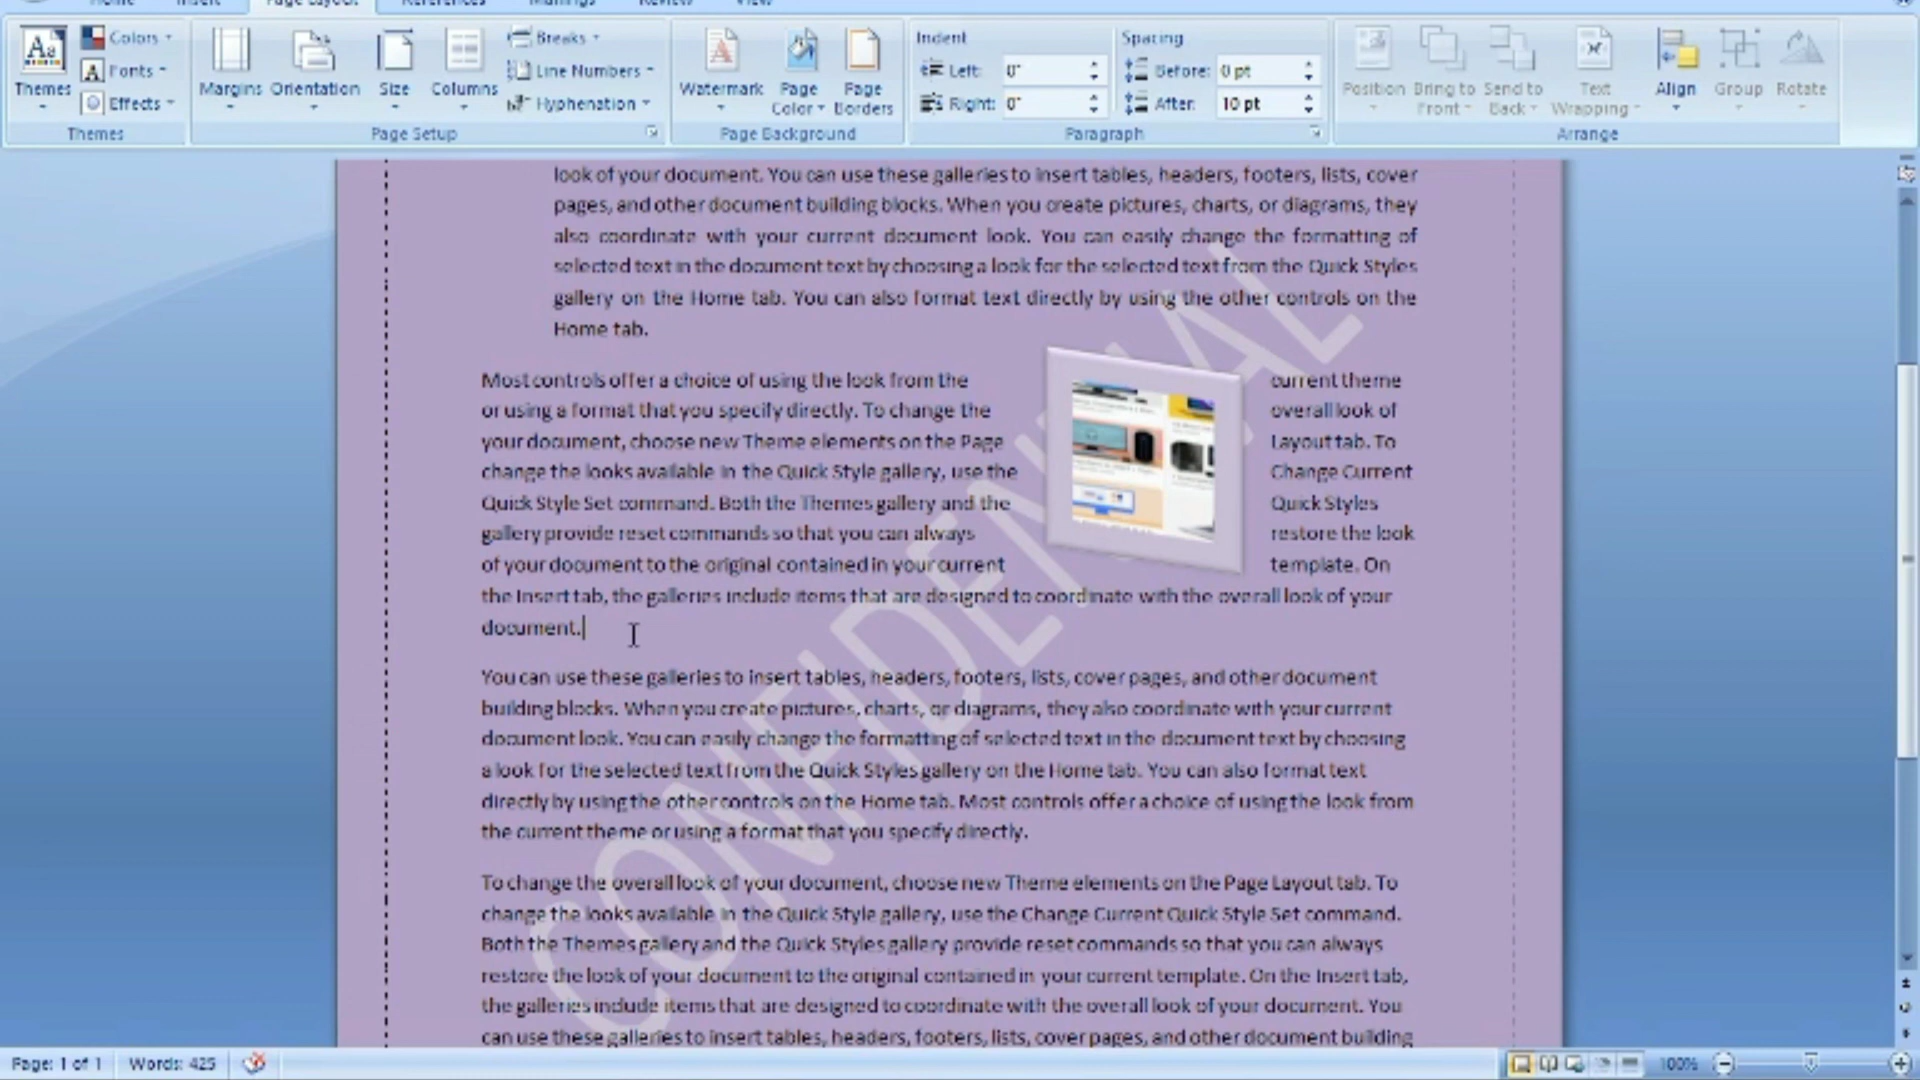 Home Insert Page Layout References Mailings Review View
Colors
Fonts
Effects
Themes
Themes
Margins Orientation Size Columns
Breaks
Line Numbers
Hyphenation
Page Setup
Watermark Page Color Page Borders
Page Background
Indent
Left: 0"
Right: 0"
Spacing
Before: 0 pt
After: 10 pt
Paragraph
Position Bring to Front Send to Back Text Wrapping Align Group Rotate
Arrange
look of your document. You can use these galleries to insert tables, headers, footers, lists, cover
pages, and other document building blocks. When you create pictures, charts, or diagrams, they
also coordinate with your current document look. You can easily change the formatting of
selected text in the document text by choosing a look for the selected text from the Quick Styles
gallery on the Home tab. You can also format text directly by using the other controls on the
Home tab.
Most controls offer a choice of using the look from the current theme
or using a format that you specify directly. To change the overall look of
your document, choose new Theme elements on the Page Layout tab. To
change the looks available in the Quick Style gallery, use the Change Current
Quick Style Set command. Both the Themes gallery and the Quick Styles
gallery provide reset commands so that you can always restore the look
of your document to the original contained in your current template. On
the Insert tab, the galleries include items that are designed to coordinate with the overall look of your
document.
You can use these galleries to insert tables, headers, footers, lists, cover pages, and other document
building blocks. When you create pictures, charts, or diagrams, they also coordinate with your current
document look. You can easily change the formatting of selected text in the document text by choosing
a look for the selected text from the Quick Styles gallery on the Home tab. You can also format text
directly by using the other controls on the Home tab. Most controls offer a choice of using the look from
the current theme or using a format that you specify directly.
To change the overall look of your document, choose new Theme elements on the Page Layout tab. To
change the looks available in the Quick Style gallery, use the Change Current Quick Style Set command.
Both the Themes gallery and the Quick Styles gallery provide reset commands so that you can always
restore the look of your document to the original contained in your current template. On the Insert tab,
the galleries include items that are designed to coordinate with the overall look of your document. You
can use these galleries to insert tables, headers, footers, lists, cover pages, and other document building
CONFIDENTIAL
Page: 1 of 1 Words: 425 100%